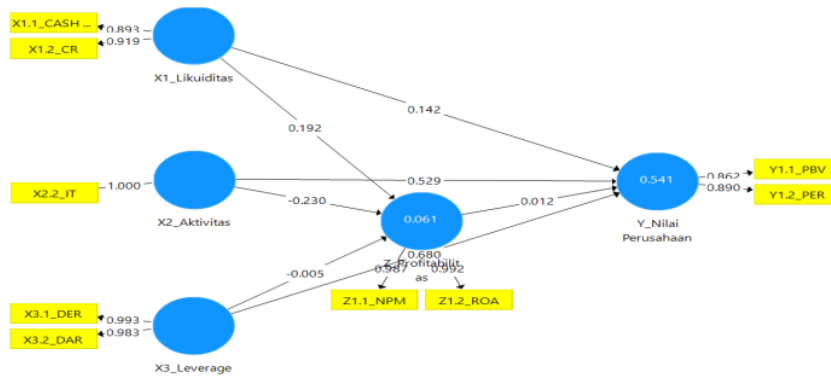 X1.1_CASH ...
0.893
0.919
X1.2_CR
X1_Likuiditas
0.142
0.192
X2.2_IT
1.000
X2_Aktivitas
0.529
-0.230
0.012
0.541
0.862
0.890
Y1.1_PBV
Y1.2_PER
Y_Nilai
Perusahaan
0.061
0.680
Z_Profitabilit
as
0.987
0.992
-0.005
Z1.1_NPM
Z1.2_ROA
X3.1_DER
0.993
0.983
X3.2_DAR
X3_Leverage